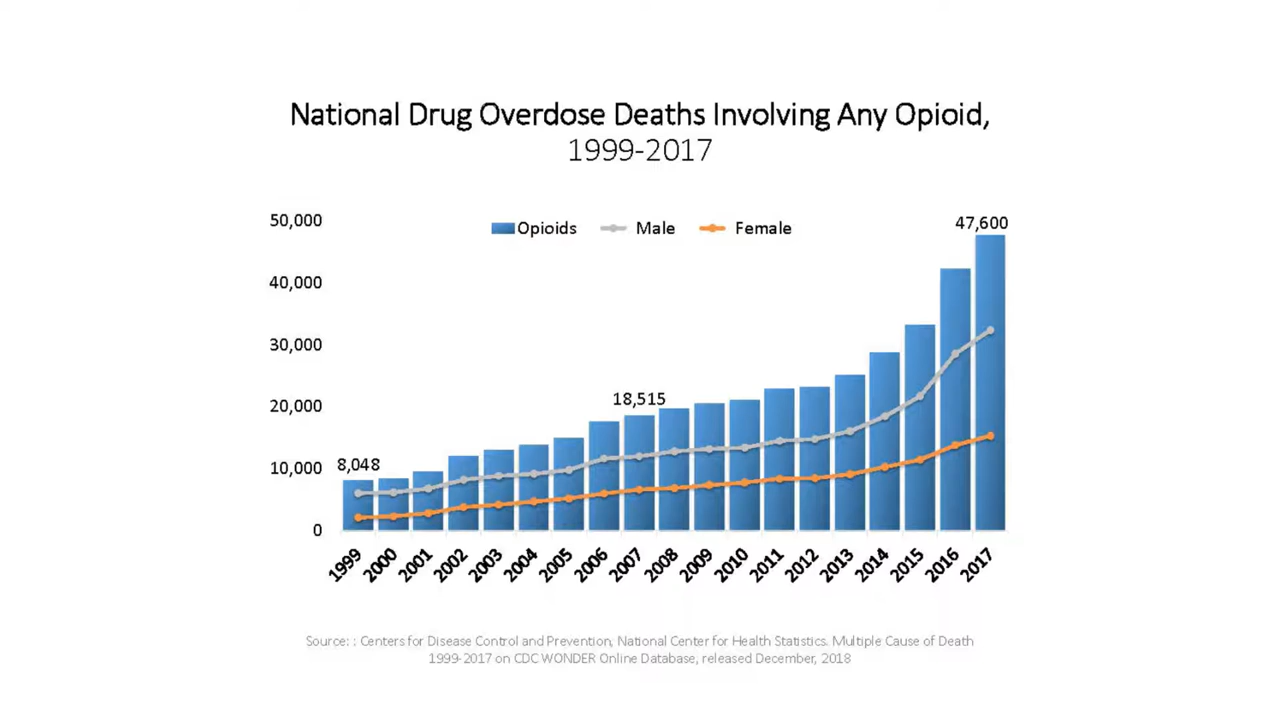 National Drug Overdose Deaths Involving Any Opioid,
1999-2017
50,000
Opioids Male Female
47,600
40,000
30,000
20,000
18,515
10,000
8,048
0
1999 2000 2001 2002 2003 2004 2005 2006 2007 2008 2009 2010 2011 2012 2013 2014 2015 2016 2017
Source: : Centers for Disease Control and Prevention, National Center for Health Statistics. Multiple Cause of Death
1999-2017 on CDC WONDER Online Database, released December, 2018